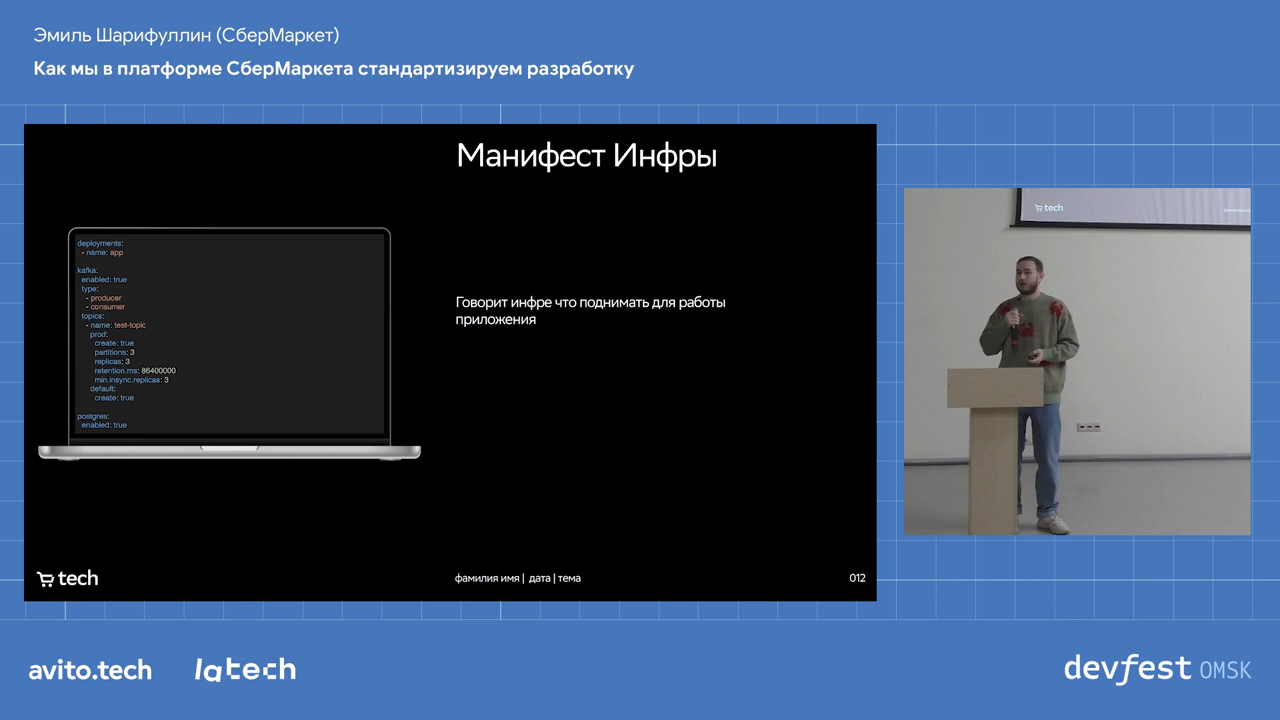 Эмиль Шарифуллин (СберМаркет)
Как мы в платформе СберМаркета стандартизируем разработку
Манифест Инфры
deployments:
- name: app
kafka:
enabled: true
type:
- producer
- consumer
topics:
- name: test-topic
prod:
create: true
partitions: 3
replicas: 3
retention.ms: 86400000
min.insync.replicas: 3
default:
create: true
postgres:
enabled: true
Говорит инфре что поднимать для работы
приложения
tech
фамилия имя | дата | тема
012
tech
avito.tech
latech
devfest OMSK